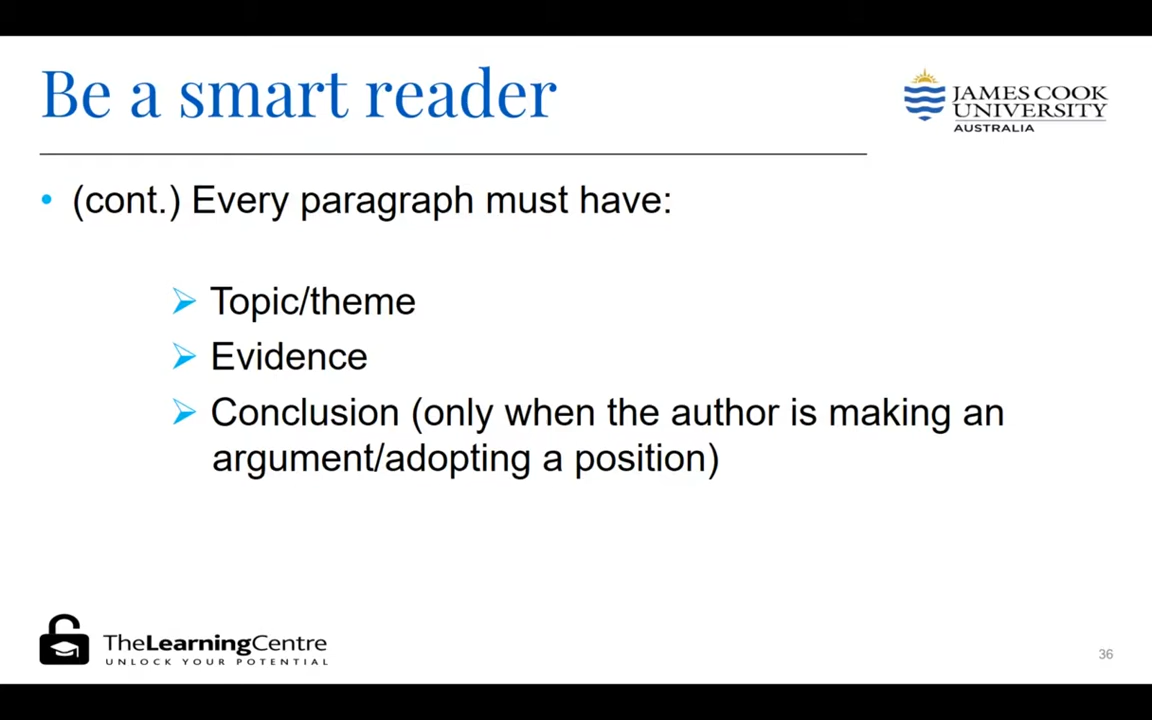 Be a smart reader
JAMES COOK
UNIVERSITY
AUSTRALIA
• (cont.) Every paragraph must have:
➢ Topic/theme
➢ Evidence
➢ Conclusion (only when the author is making an
argument/adopting a position)
TheLearningCentre
UNLOCK YOUR POTENTIAL
36